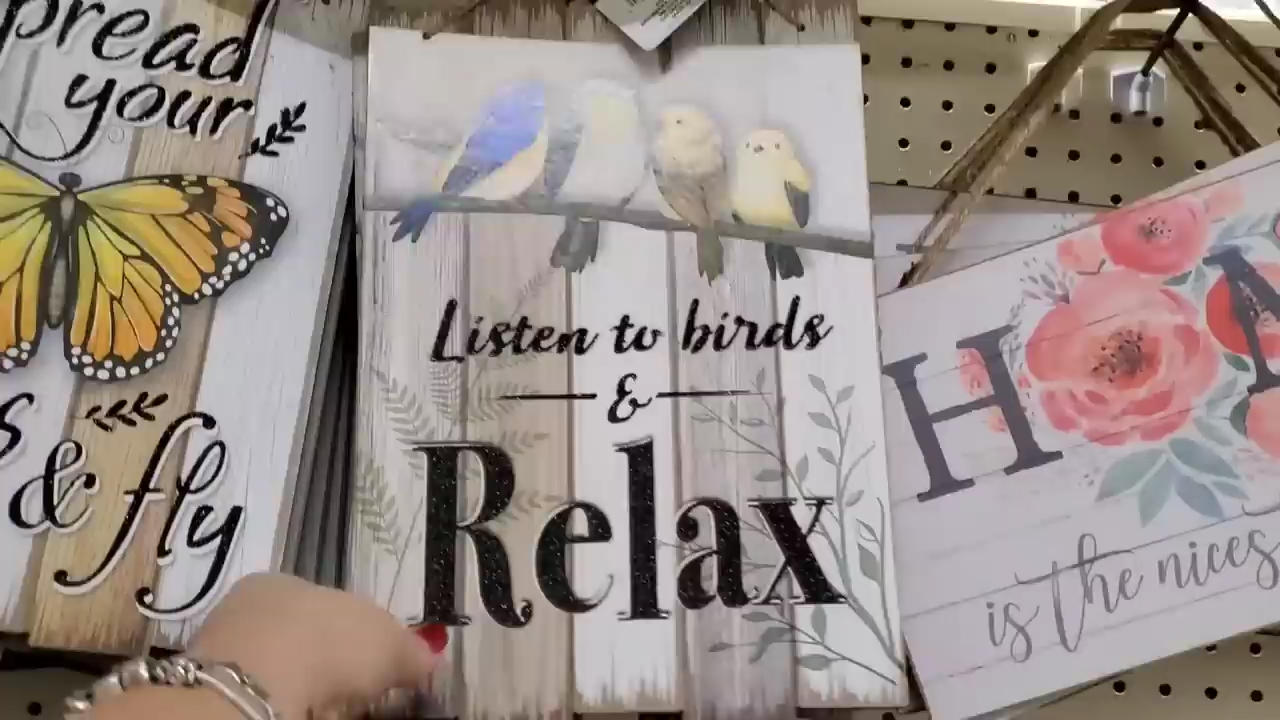 pread
your
& fly
Listen to birds
&
Relax
H M
is the nices